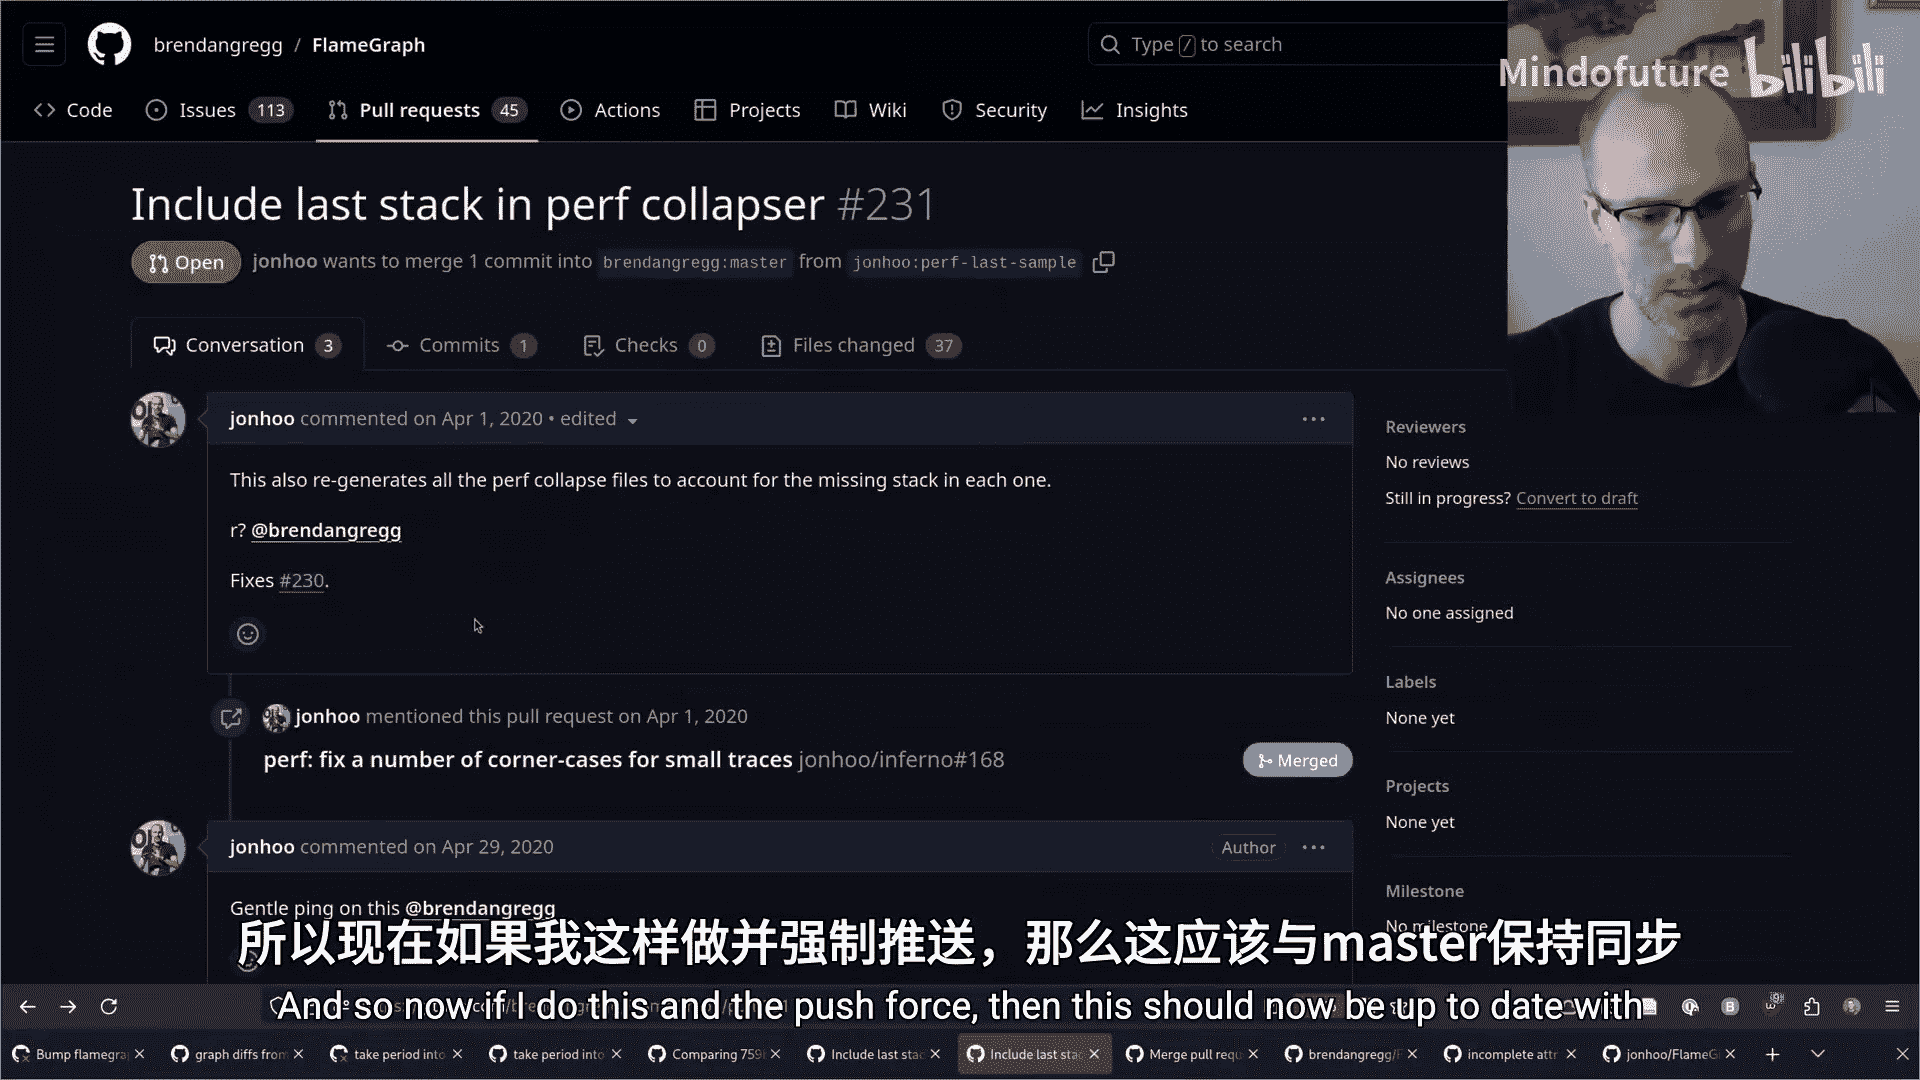 brendangregg / FlameGraph
Type / to search
Mindofuture bilibili
Code
Issues 113
Pull requests 45
Actions
Projects
Wiki
Security
Insights
Include last stack in perf collapser #231
Open
jonhoo wants to merge 1 commit into brendangregg:master from jonhoo:perf-last-sample
Conversation 3
Commits 1
Checks 0
Files changed 37
jonhoo commented on Apr 1, 2020 • edited
This also re-generates all the perf collapse files to account for the missing stack in each one.
r? @brendangregg
Fixes #230.
jonhoo mentioned this pull request on Apr 1, 2020
perf: fix a number of corner-cases for small traces jonhoo/inferno#168
Merged
jonhoo commented on Apr 29, 2020
Author
Gentle ping on this @brendangregg
Reviewers
No reviews
Still in progress? Convert to draft
Assignees
No one assigned
Labels
None yet
Projects
None yet
Milestone
No milestone
所以现在如果我这样做并强制推送，那么这应该与master保持同步
And so now if I do this and the push force, then this should now be up to date with
Bump flamegra
graph diffs from
take period into
take period into
Comparing 759
Include last stac
Include last stac
Merge pull requ
brendangregg/F
incomplete attr
jonhoo/FlameG